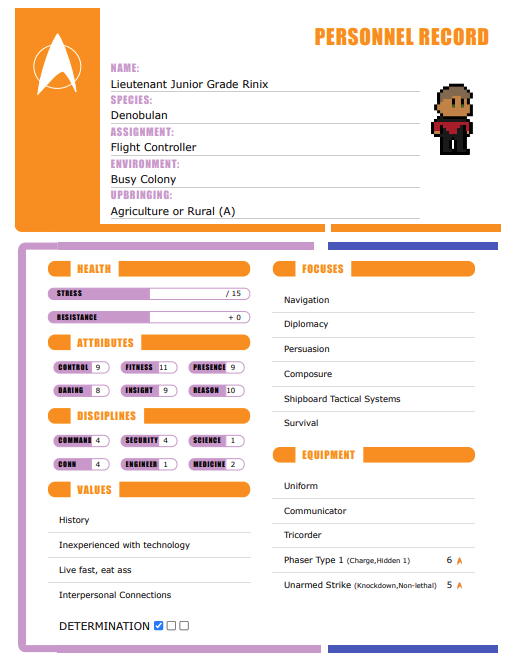 PERSONNEL RECORD
NAME:
Lieutenant Junior Grade Rinix
SPECIES:
Denobulan
ASSIGNMENT:
Flight Controller
ENVIRONMENT:
Busy Colony
UPBRINGING:
Agriculture or Rural (A)
HEALTH
STRESS / 15
RESISTANCE + 0
ATTRIBUTES
CONTROL 9 FITNESS 11 PRESENCE 9
DARING 8 INSIGHT 9 REASON 10
DISCIPLINES
COMMAND 4 SECURITY 4 SCIENCE 1
CONN 4 ENGINEER 1 MEDICINE 2
VALUES
History
Inexperienced with technology
Live fast, eat ass
Interpersonal Connections
DETERMINATION
FOCUSES
Navigation
Diplomacy
Persuasion
Composure
Shipboard Tactical Systems
Survival
EQUIPMENT
Uniform
Communicator
Tricorder
Phaser Type 1 (Charge,Hidden 1) 6
Unarmed Strike (Knockdown,Non-lethal) 5